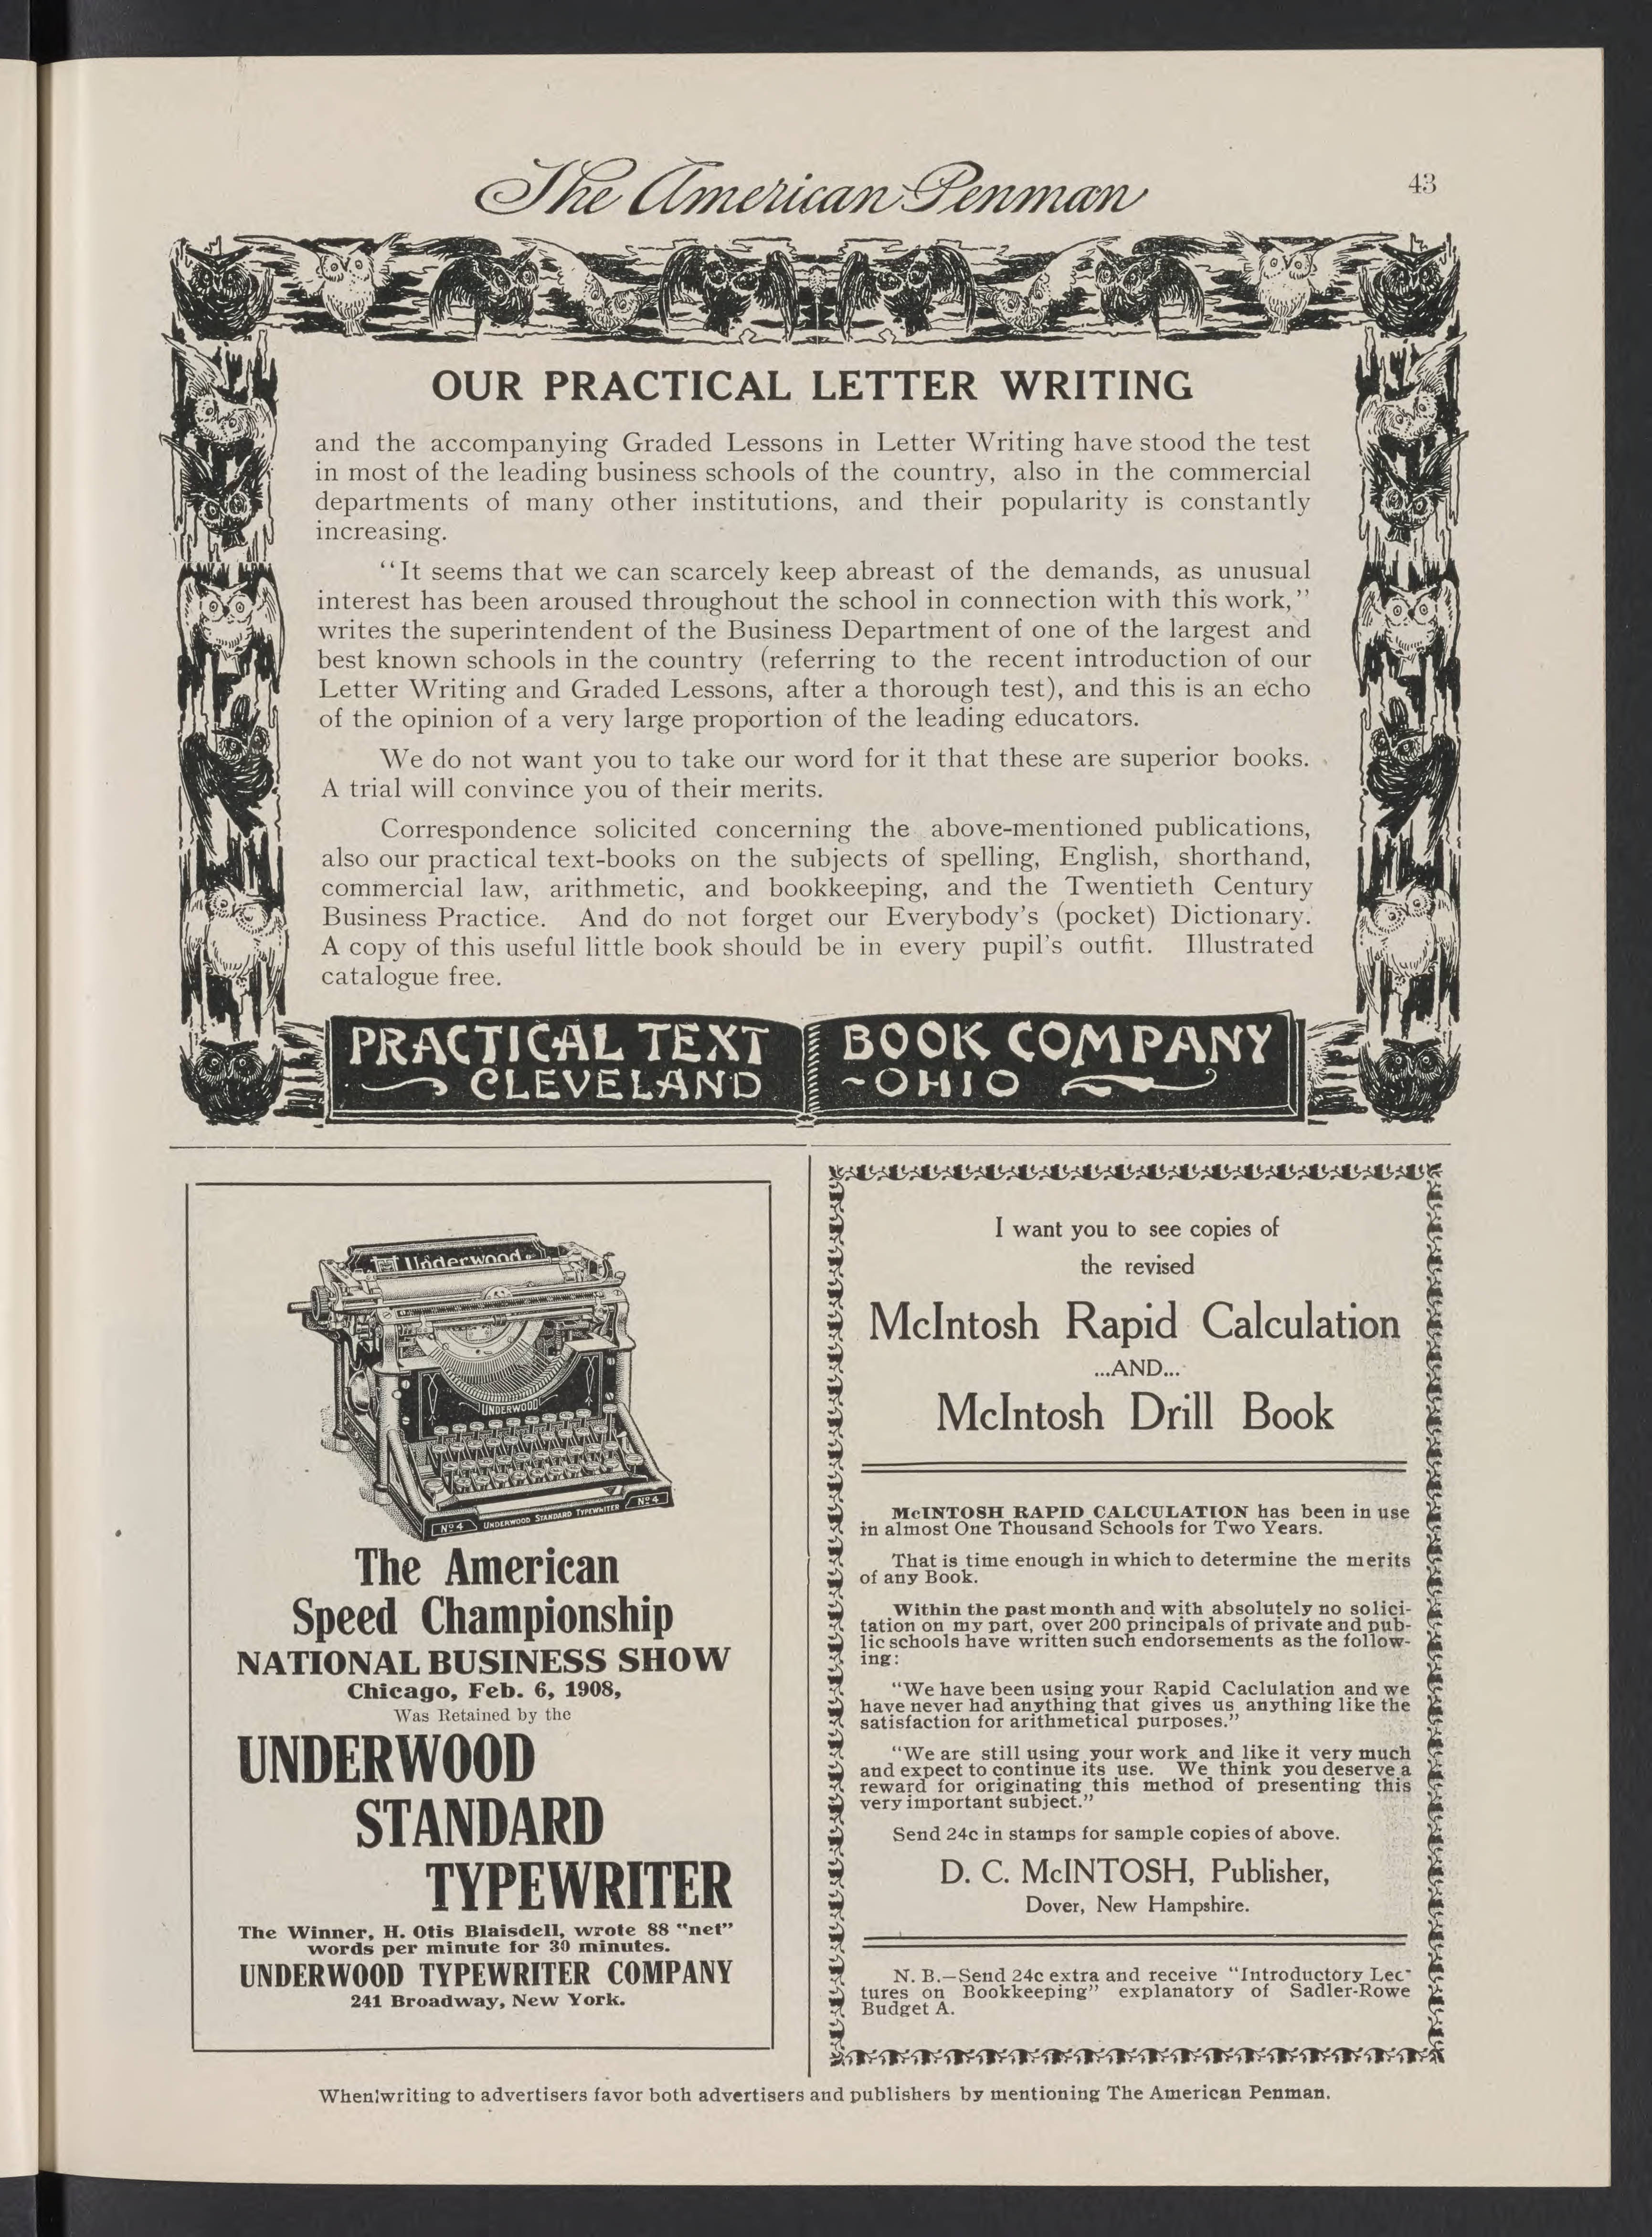 The American Penman
43
OUR PRACTICAL LETTER WRITING
and the accompanying Graded Lessons in Letter Writing have stood the test
in most of the leading business schools of the country, also in the commercial
departments of many other institutions, and their popularity is constantly
increasing.
"It seems that we can scarcely keep abreast of the demands, as unusual
interest has been aroused throughout the school in connection with this work,"
writes the superintendent of the Business Department of one of the largest and
best known schools in the country (referring to the recent introduction of our
Letter Writing and Graded Lessons, after a thorough test), and this is an echo
of the opinion of a very large proportion of the leading educators.
We do not want you to take our word for it that these are superior books.
A trial will convince you of their merits.
Correspondence solicited concerning the above-mentioned publications,
also our practical text-books on the subjects of spelling, English, shorthand,
commercial law, arithmetic, and bookkeeping, and the Twentieth Century
Business Practice. And do not forget our Everybody's (pocket) Dictionary.
A copy of this useful little book should be in every pupil's outfit. Illustrated
catalogue free.
PRACTICAL TEXT BOOK COMPANY
CLEVELAND - OHIO
Underwood
UNDERWOOD
No 4 UNDERWOOD STANDARD TYPEWRITER No 4
The American
Speed Championship
NATIONAL BUSINESS SHOW
Chicago, Feb. 6, 1908,
Was Retained by the
UNDERWOOD
STANDARD
TYPEWRITER
The Winner, H. Otis Blaisdell, wrote 88 "net"
words per minute for 30 minutes.
UNDERWOOD TYPEWRITER COMPANY
241 Broadway, New York.
I want you to see copies of
the revised
McIntosh Rapid Calculation
...AND...
McIntosh Drill Book
McINTOSH RAPID CALCULATION has been in use
in almost One Thousand Schools for Two Years.
That is time enough in which to determine the merits
of any Book.
Within the past month and with absolutely no solici-
tation on my part, over 200 principals of private and pub-
lic schools have written such endorsements as the follow-
ing:
"We have been using your Rapid Caclulation and we
have never had anything that gives us anything like the
satisfaction for arithmetical purposes."
"We are still using your work and like it very much
and expect to continue its use. We think you deserve a
reward for originating this method of presenting this
very important subject."
Send 24c in stamps for sample copies of above.
D. C. McINTOSH, Publisher,
Dover, New Hampshire.
N. B.—Send 24c extra and receive "Introductory Lec-
tures on Bookkeeping" explanatory of Sadler-Rowe
Budget A.
When writing to advertisers favor both advertisers and publishers by mentioning The American Penman.